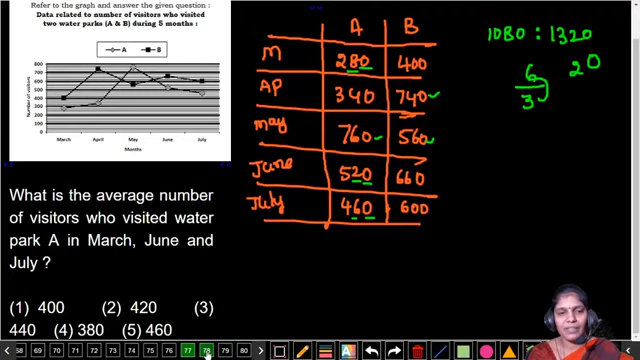 Refer to the graph and answer the given question.
Data related to number of visitors who visited
two water parks (A & B) during 5 months :
A B
800
700
600
500
400
300
200
100
0
Number of visitors
March April May June July
Months
What is the average number
of visitors who visited water
park A in March, June and
July ?
(1) 400 (2) 420 (3)
440 (4) 380 (5) 460
A B
M 280 400
AP 340 740
May 760 560
June 520 660
July 460 600
1080 : 1320
6
3
20
68 69 70 71 72 73 74 75 76 77 78 79 80